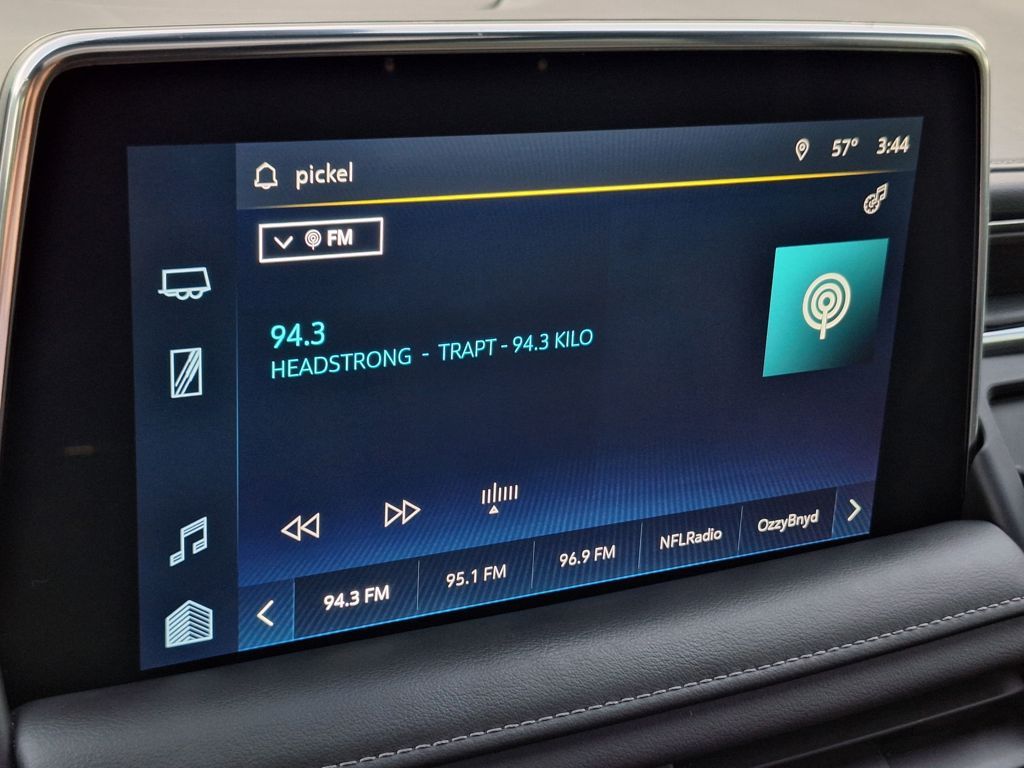 pickel
57° 3:44
FM
94.3
HEADSTRONG - TRAPT - 94.3 KILO
94.3 FM 95.1 FM 96.9 FM NFLRadio OzzyBnyd